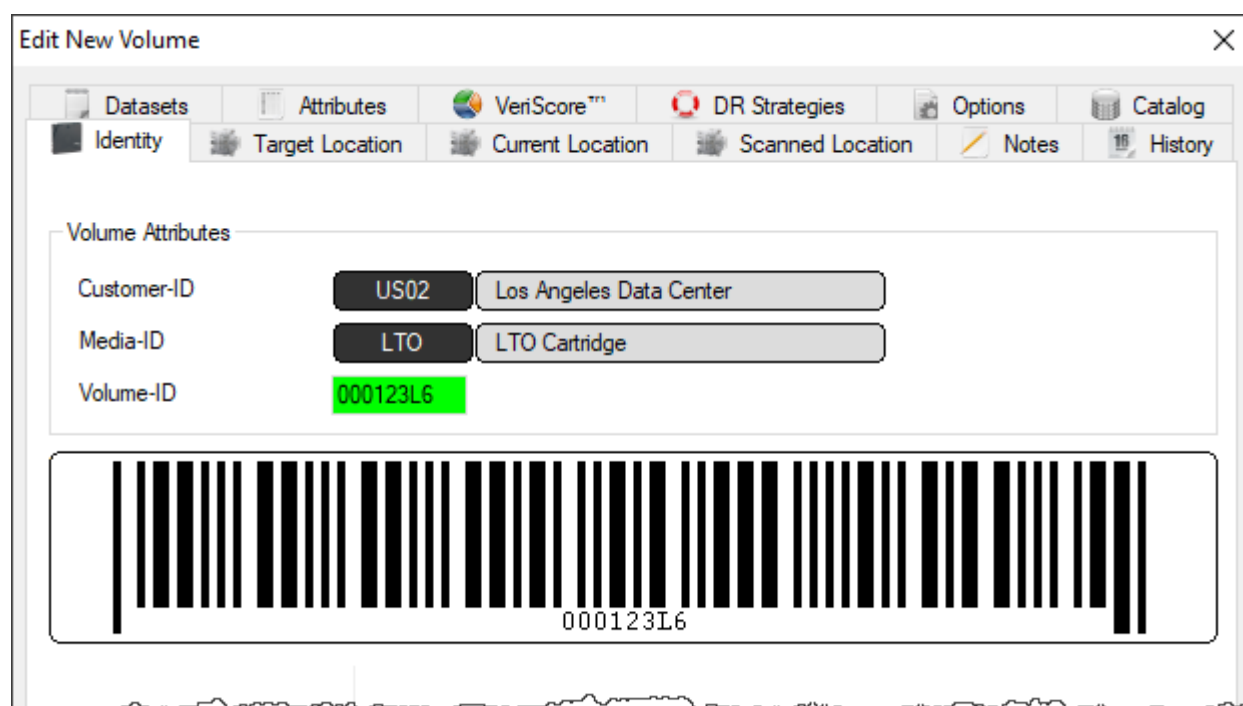 Edit New Volume
Datasets Attributes VeriScore™ DR Strategies Options Catalog
Identity Target Location Current Location Scanned Location Notes History
Volume Attributes
Customer-ID US02 Los Angeles Data Center
Media-ID LTO LTO Cartridge
Volume-ID 000123L6
000123L6